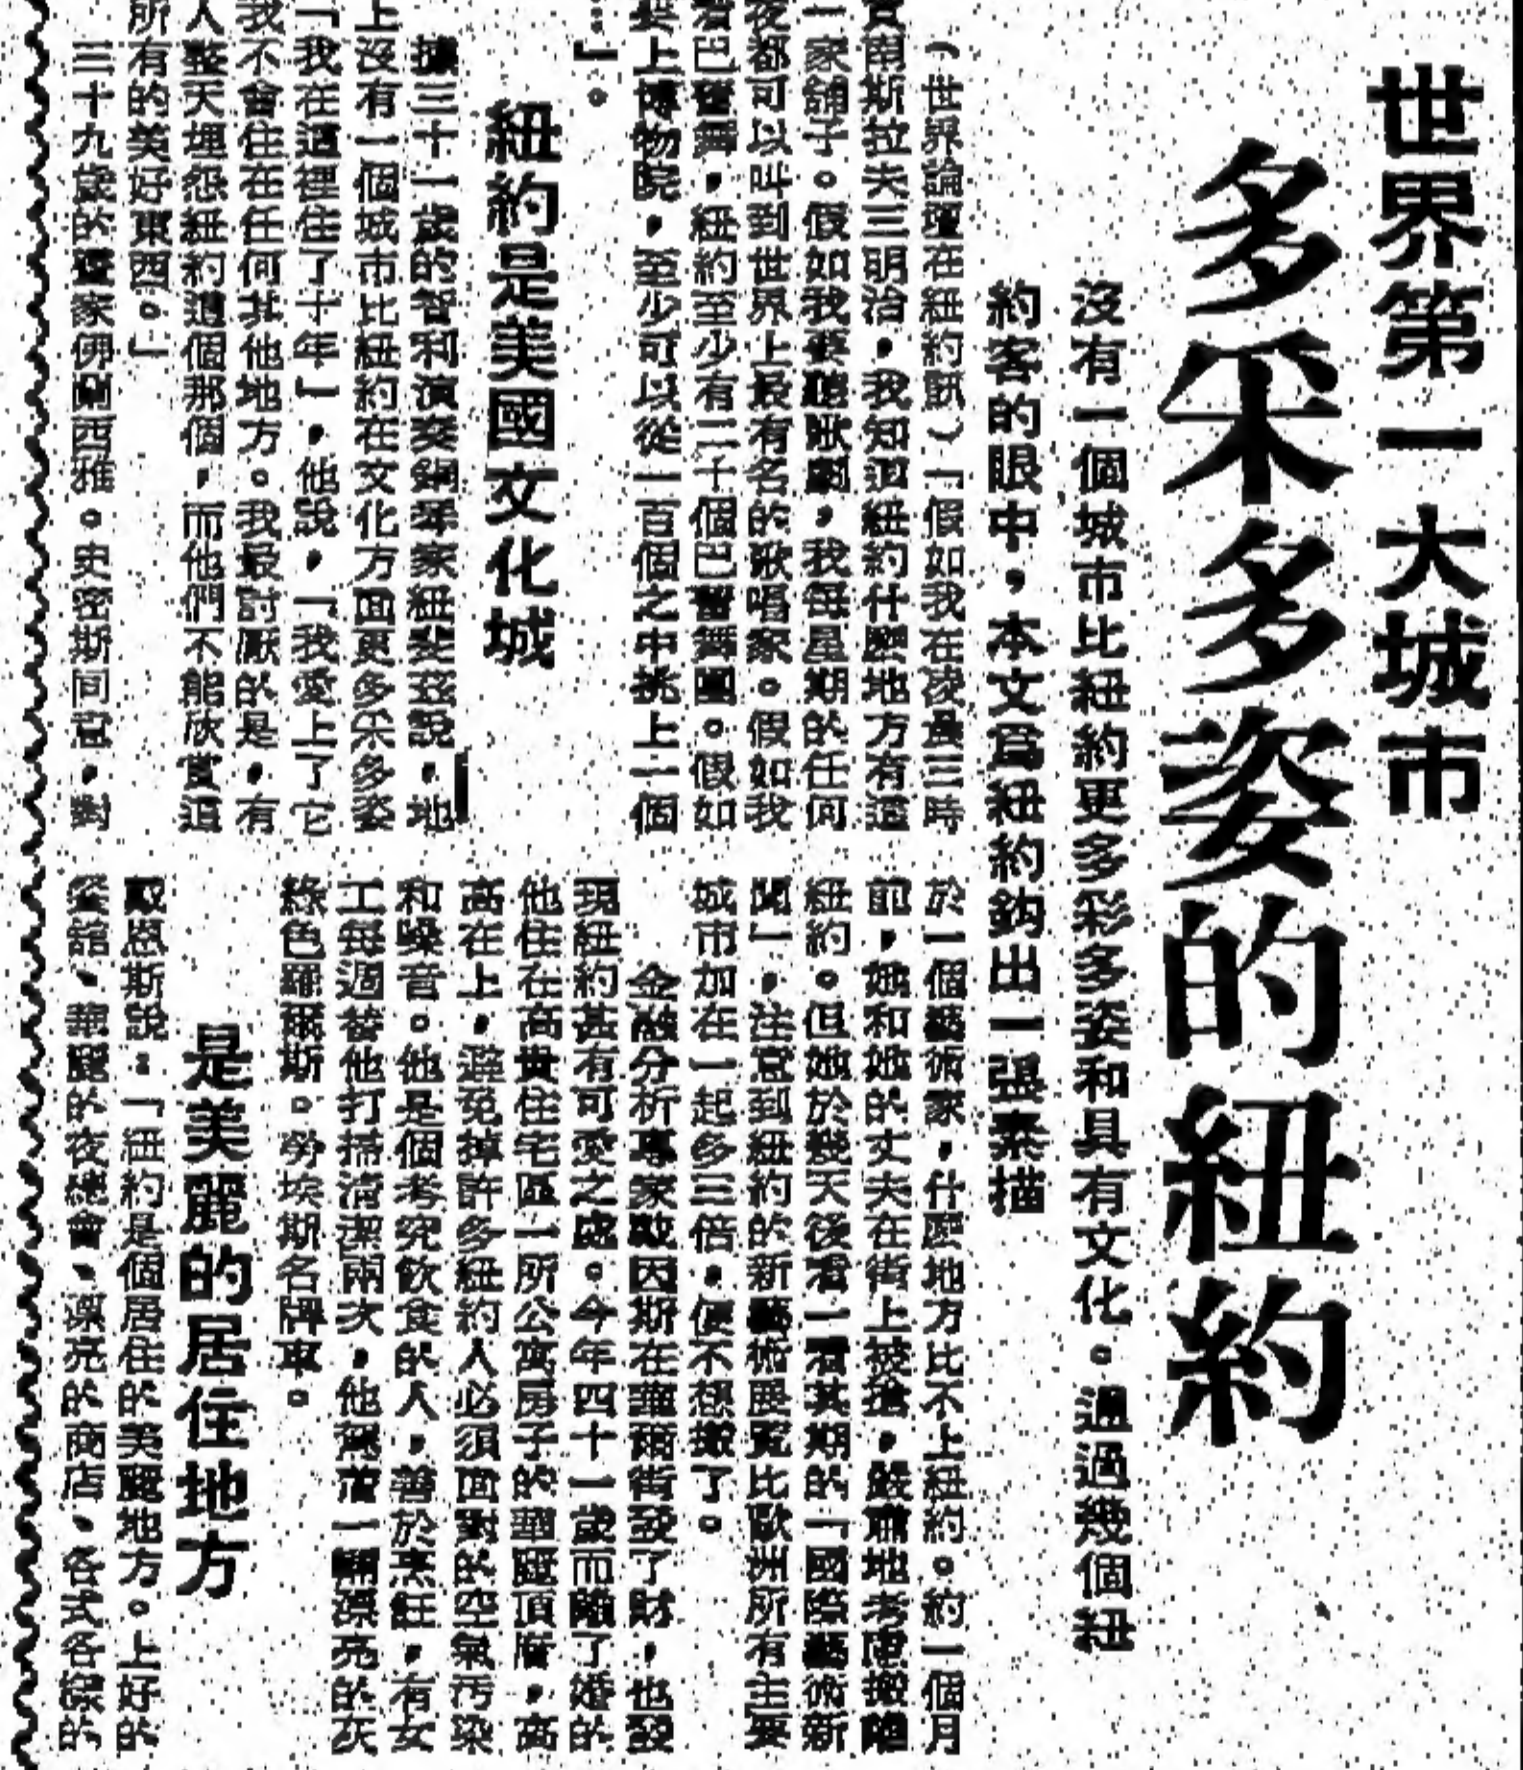 世界第一大城市
多采多姿的紐約
沒有一個城市比紐約更多彩多姿和具有文化。通過幾個紐
約客的眼中，本文爲紐約鈎出一張素描
（世界論壇在紐約訊）「假如我在凌晨三時
南斯拉夫三明治，我知道紐約什麽地方有這
一家舖子。假如我要聽歌劇，我每星期的任何
夜都可以叫到世界上最有名的歌唱家。假如我
看巴蕾舞，紐約至少有二千個巴蕾舞團。假如
要上博物院，至少可以從一百個之中挑上一個
…」。
紐約是美國文化城
據三十一歲的智利演奏鋼琴家紐斐茲說，地
上沒有一個城市比紐約在文化方面更多采多姿
「我在這裡住了十年」，他說，「我愛上了它
我不會住在任何其他地方。我最討厭的是，有
人整天埋怨紐約這個那個，而他們不能欣賞這
所有的美好東西。」
三十九歲的畫家佛蘭西雅。史密斯同意，對
於一個藝術家，什麽地方比不上紐約。約一個月
前，她和她的丈夫在街上被搶，嚴肅地考慮搬離
紐約。但她於幾天後看一看其期的「國際藝術新
聞」，注意到紐約的新藝術展覽比歐洲所有主要
城市加在一起多三倍，便不想搬了。
金融分析專家戴因斯在華爾街發了財，也發
現紐約甚有可愛之處。今年四十一歲而離了婚的
他住在高貴住宅區一所公寓房子的華麗頂層，高
高在上，避免掉許多紐約人必須面對的空氣汚染
和噪音。他是個考究飲食的人，善於烹飪，有女
工每週替他打掃清潔兩次，他駕着一輛漂亮的灰
綠色羅爾斯。勞埃斯名牌車。
是美麗的居住地方
戴恩斯說：「紐約是個居住的美麗地方。上好的
餐舘、華麗的夜總會、漂亮的商店、各式各樣的